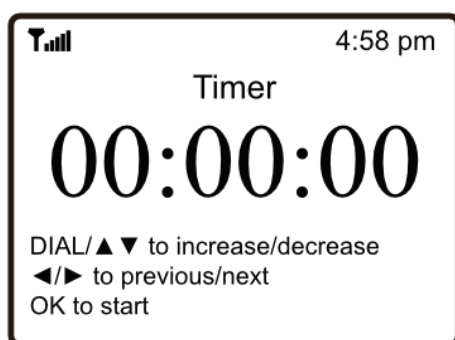 4:58 pm
Timer
00:00:00
DIAL/▲ ▼ to increase/decrease
◄/► to previous/next
OK to start